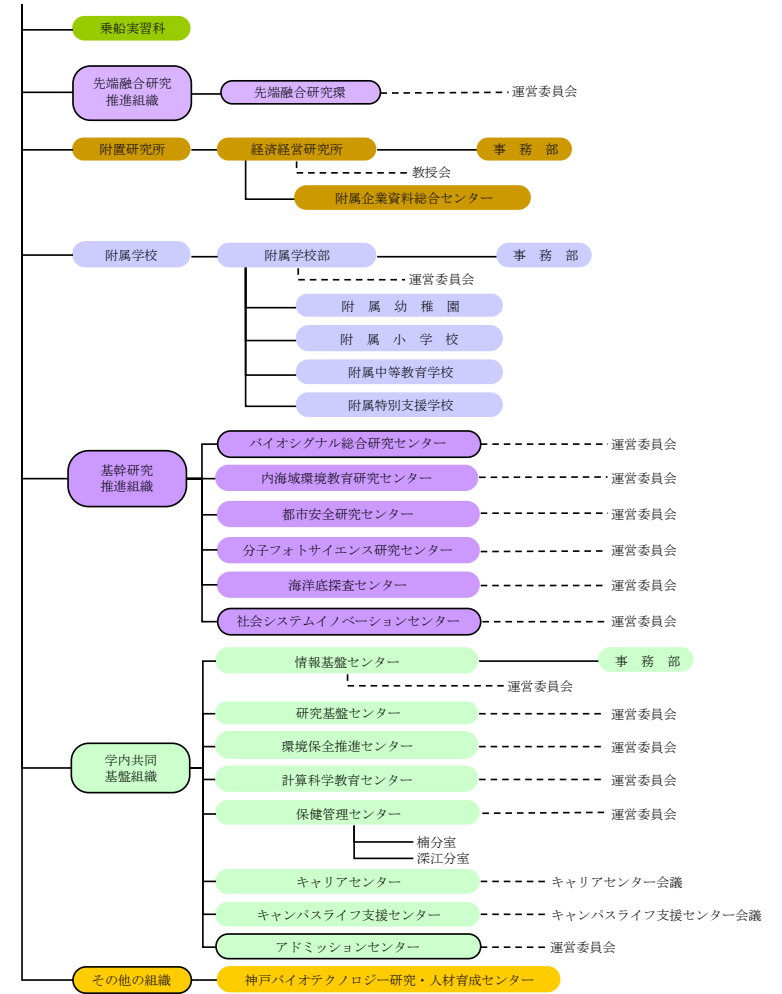 乗船実習科
先端融合研究
推進組織
先端融合研究環
運営委員会
附置研究所
経済経営研究所
事 務 部
教授会
附属企業資料総合センター
附属学校
附属学校部
事 務 部
運営委員会
附 属 幼 稚 園
附 属 小 学 校
附属中等教育学校
附属特別支援学校
基幹研究
推進組織
バイオシグナル総合研究センター
運営委員会
内海域環境教育研究センター
運営委員会
都市安全研究センター
運営委員会
分子フォトサイエンス研究センター
運営委員会
海洋底探査センター
運営委員会
社会システムイノベーションセンター
運営委員会
学内共同
基盤組織
情報基盤センター
事 務 部
運営委員会
研究基盤センター
運営委員会
環境保全推進センター
運営委員会
計算科学教育センター
運営委員会
保健管理センター
運営委員会
楠分室
深江分室
キャリアセンター
キャリアセンター会議
キャンパスライフ支援センター
キャンパスライフ支援センター会議
アドミッションセンター
運営委員会
その他の組織
神戸バイオテクノロジー研究・人材育成センター